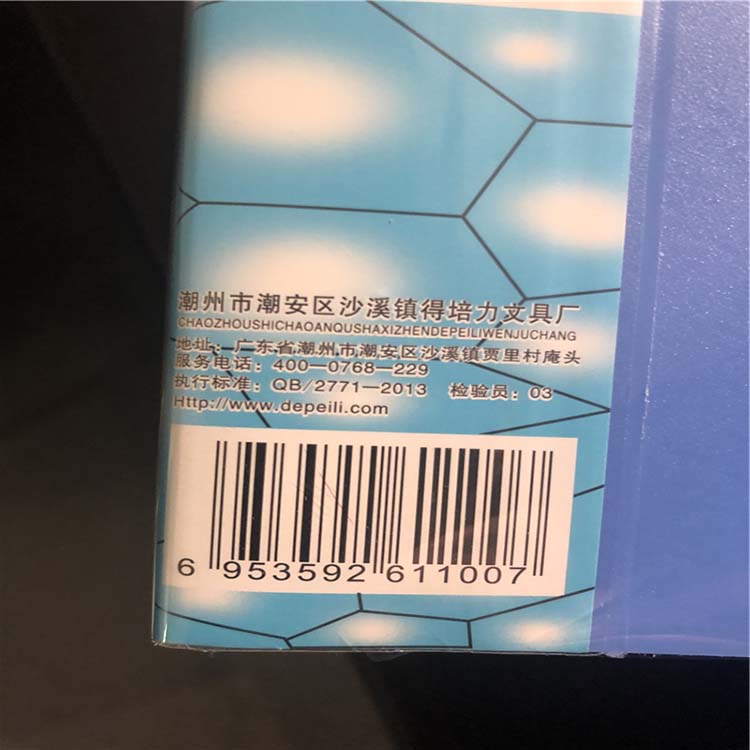 潮州市潮安区沙溪镇得培力文具厂
CHAOZHOUSHICHAOANQUSHAXIZHENDEPEILIWENJUCHANG
地址：广东省潮州市潮安区沙溪镇贾里村庵头
服务电话：400—0768—229
执行标准：QB/2771—2013 检验员：03
Http://www.depeili.com
6 953592 611007